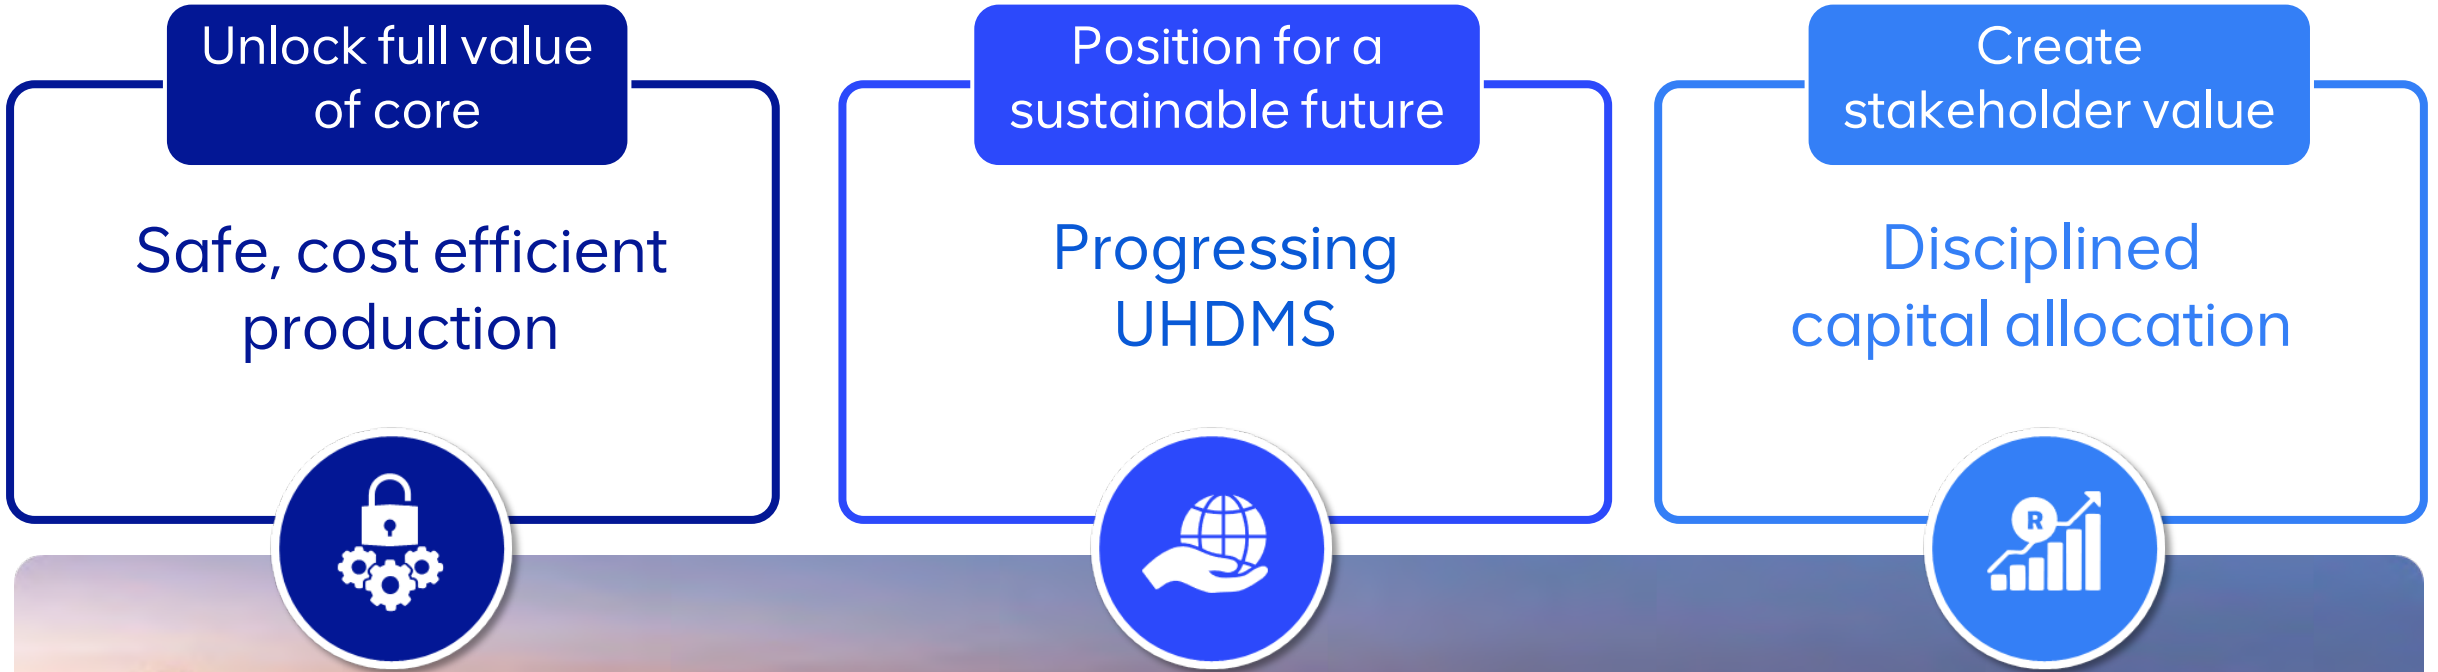 Unlock full value
of core
Safe, cost efficient
production
Position for a
sustainable future
Progressing
UHDMS
Create
stakeholder value
Disciplined
capital allocation
R